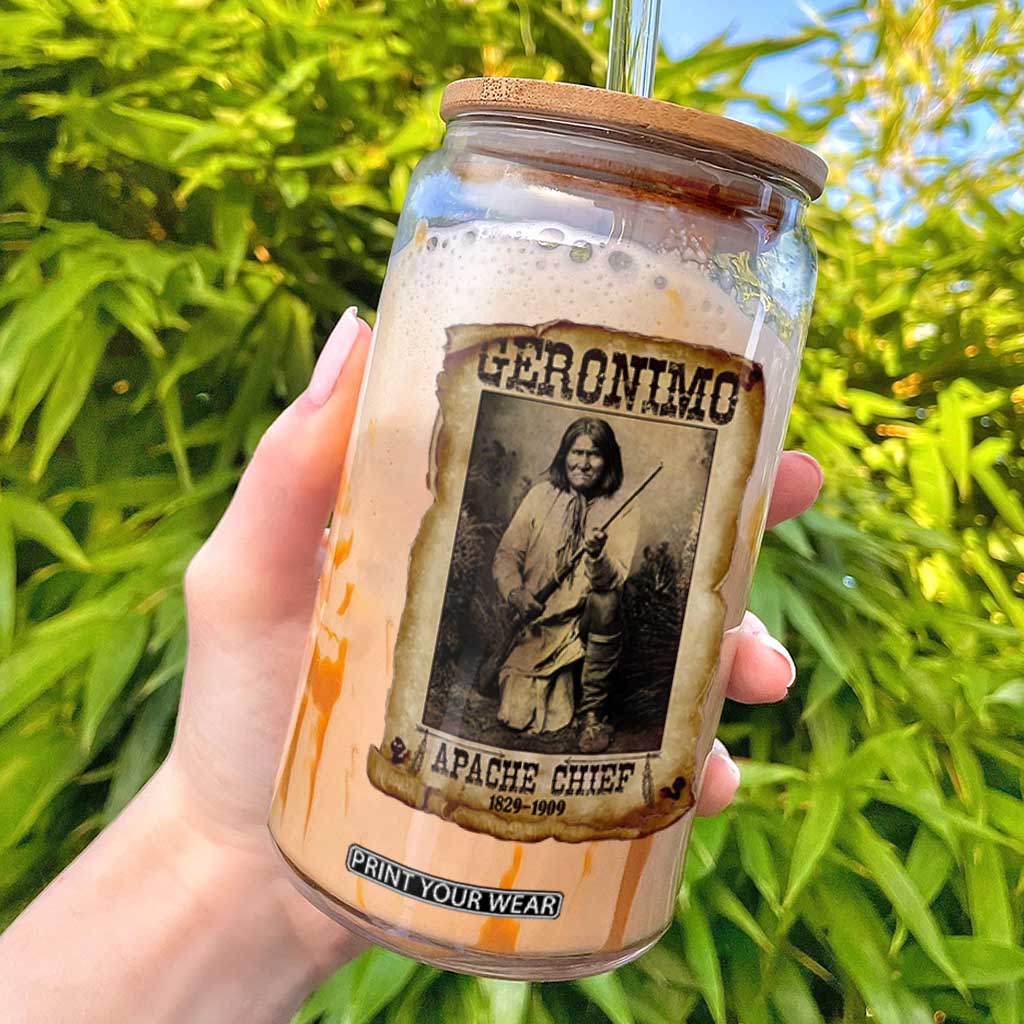 GERONIMO
APACHE CHIEF
1829-1909
PRINT YOUR WEAR